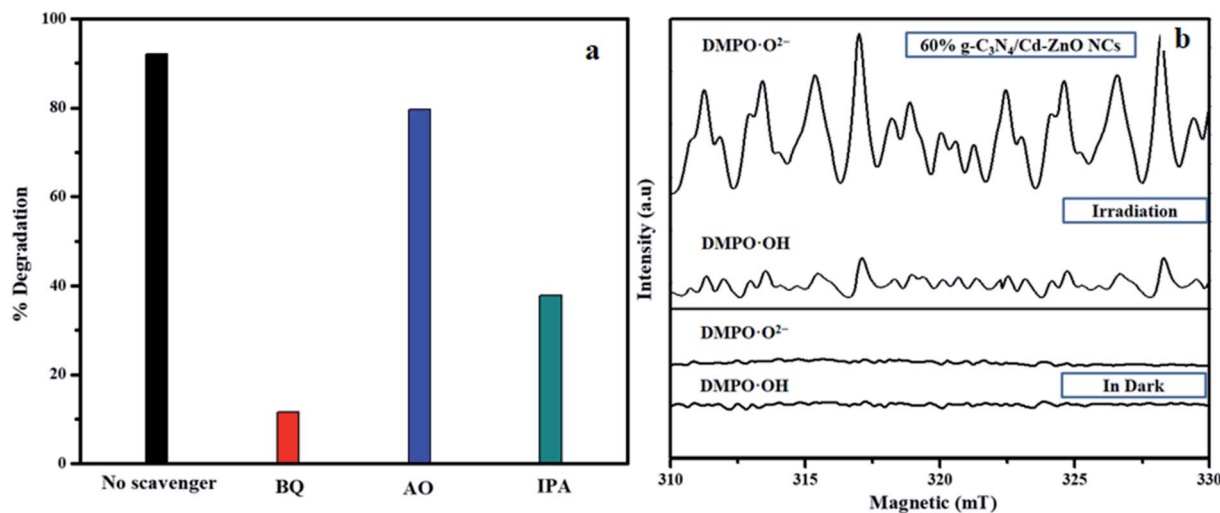 a
100
80
60
40
20
0
% Degradation
No scavenger
BQ
AO
IPA
b
DMPO·O²⁻
60% g-C₃N₄/Cd-ZnO NCs
Irradiation
DMPO·OH
DMPO·O²⁻
DMPO·OH
In Dark
Intensity (a.u)
310
315
320
325
330
Magnetic (mT)